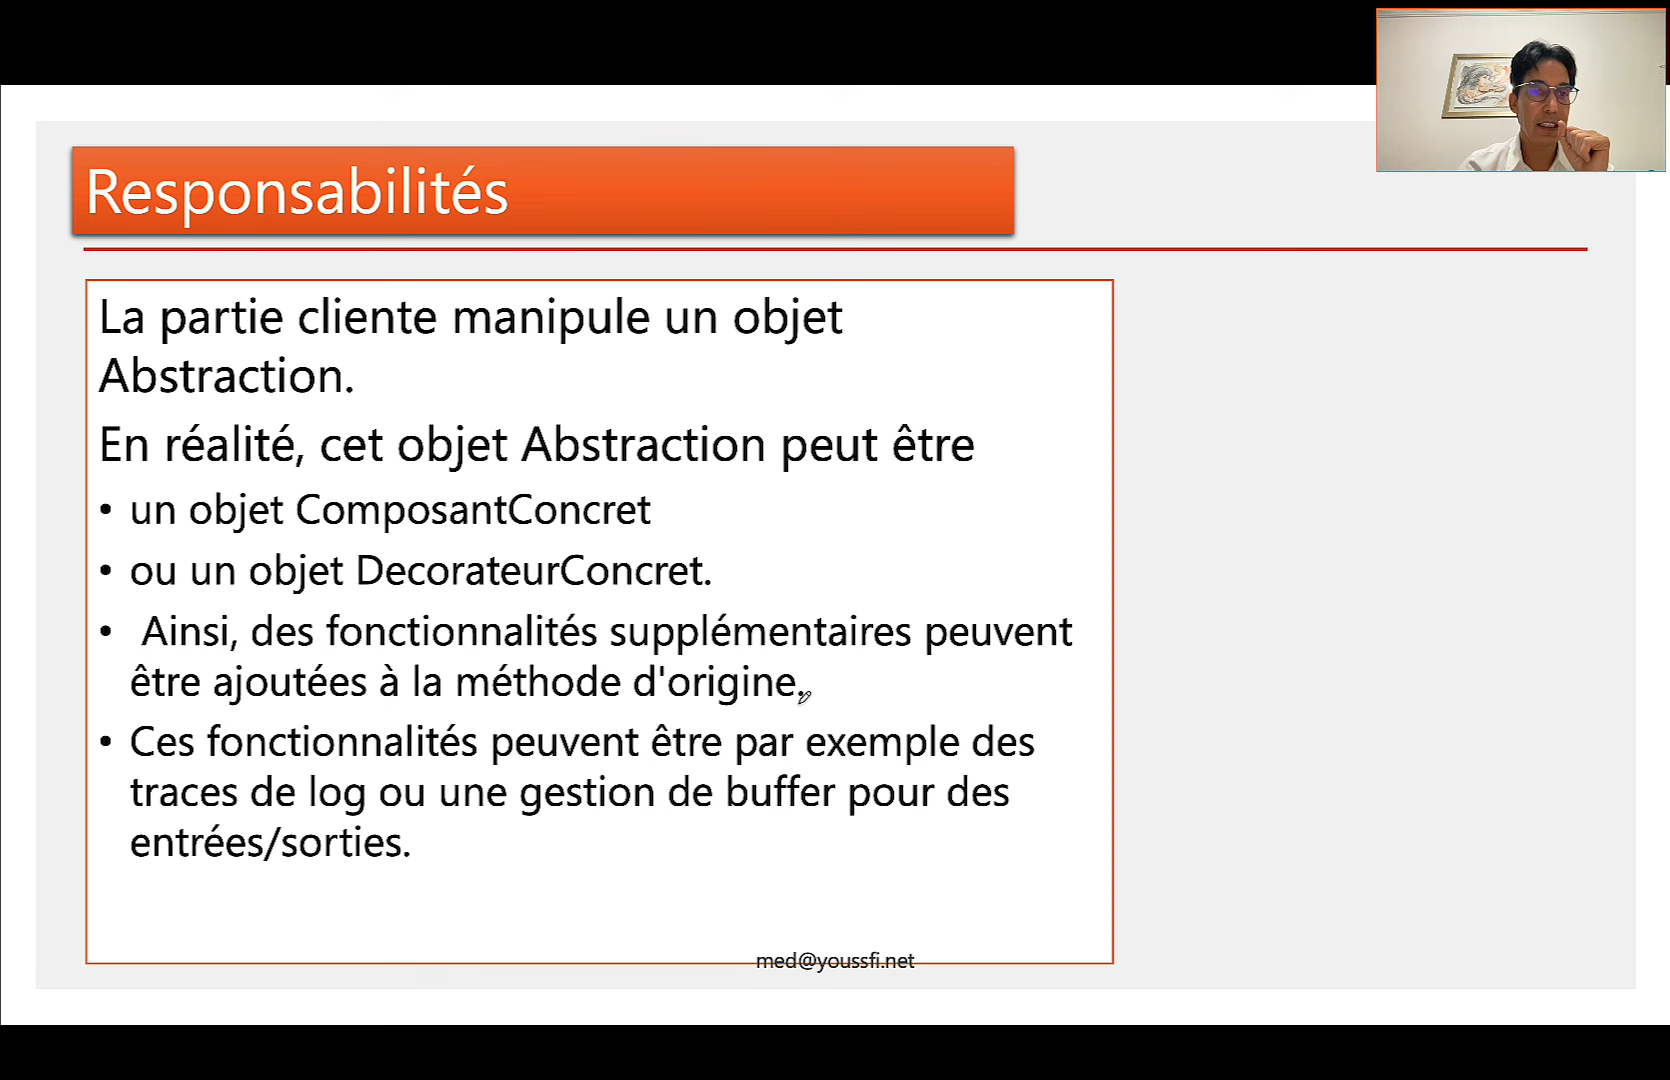 Responsabilités
La partie cliente manipule un objet
Abstraction.
En réalité, cet objet Abstraction peut être
• un objet ComposantConcret
• ou un objet DecorateurConcret.
• Ainsi, des fonctionnalités supplémentaires peuvent
être ajoutées à la méthode d'origine.
• Ces fonctionnalités peuvent être par exemple des
traces de log ou une gestion de buffer pour des
entrées/sorties.
med@youssfi.net